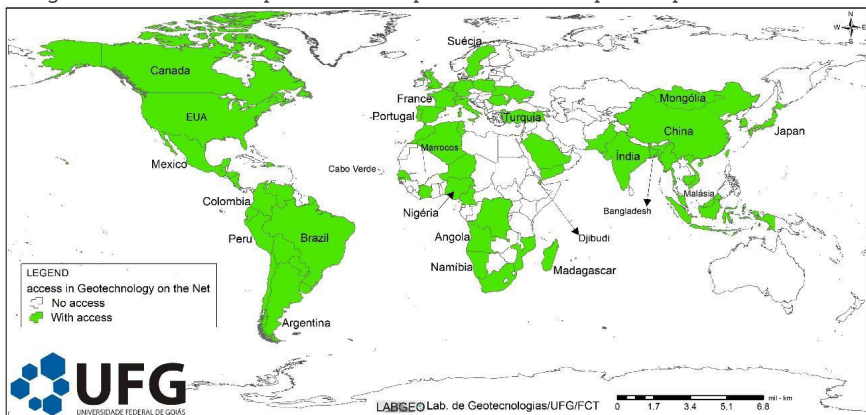 Suécia
Canada
France
Mongólia
EUA
Portugal
Turquia
China
Japan
Marrocos
Mexico
Cabo Verde
Índia
Malásia
Colombia
Nigéria
Bangladesh
Peru
Brazil
Angola
Djibudi
Namíbia
Madagascar
Argentina
LEGEND
access in Geotechnology on the Net
No access
With access
N
W
E
S
UFG
UNIVERSIDADE FEDERAL DE GOIÁS
LABGEO Lab. de Geotecnologias/UFG/FCT
mil - km
0 1.7 3.4 5.1 6.8